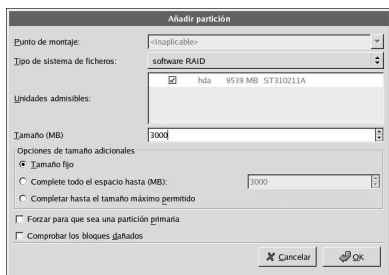 Añadir partición
Punto de montaje: <Inaplicable>
Tipo de sistema de ficheros: software RAID
hda 9539 MB ST310211A
Unidades admisibles:
Tamaño (MB) 3000
Opciones de tamaño adicionales
Tamaño fijo
Complete todo el espacio hasta (MB): 3000
Completar hasta el tamaño máximo permitido
Forzar para que sea una partición primaria
Comprobar los bloques dañados
Cancelar OK